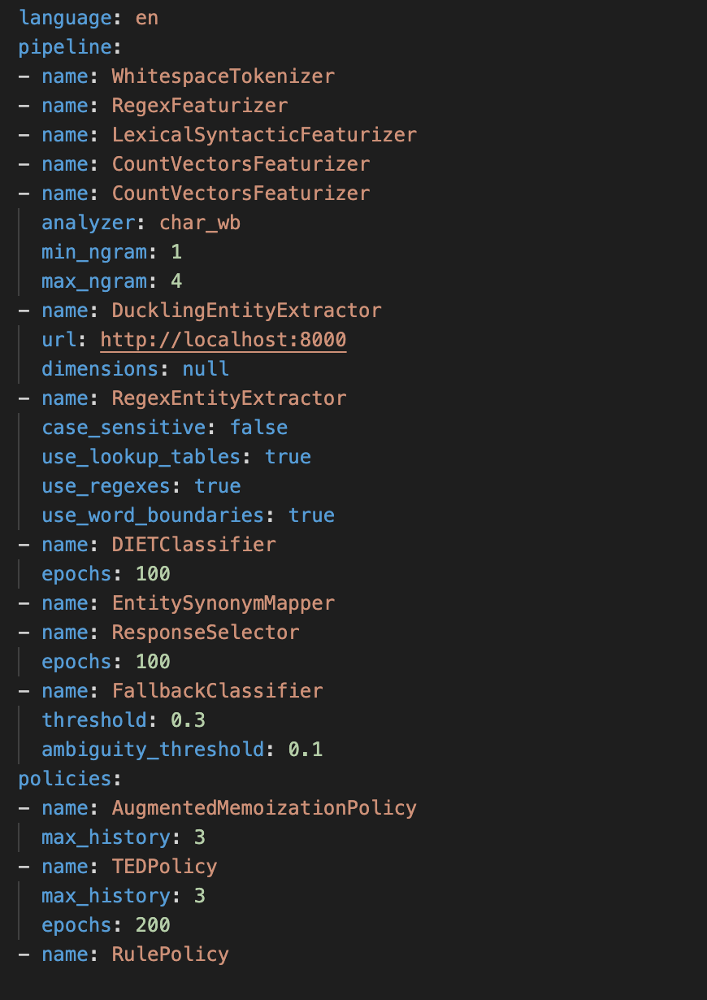 language: en
pipeline:
- name: WhitespaceTokenizer
- name: RegexFeaturizer
- name: LexicalSyntacticFeaturizer
- name: CountVectorsFeaturizer
- name: CountVectorsFeaturizer
  analyzer: char_wb
  min_ngram: 1
  max_ngram: 4
- name: DucklingEntityExtractor
  url: http://localhost:8000
  dimensions: null
- name: RegexEntityExtractor
  case_sensitive: false
  use_lookup_tables: true
  use_regexes: true
  use_word_boundaries: true
- name: DIETClassifier
  epochs: 100
- name: EntitySynonymMapper
- name: ResponseSelector
  epochs: 100
- name: FallbackClassifier
  threshold: 0.3
  ambiguity_threshold: 0.1
policies:
- name: AugmentedMemoizationPolicy
  max_history: 3
- name: TEDPolicy
  max_history: 3
  epochs: 200
- name: RulePolicy